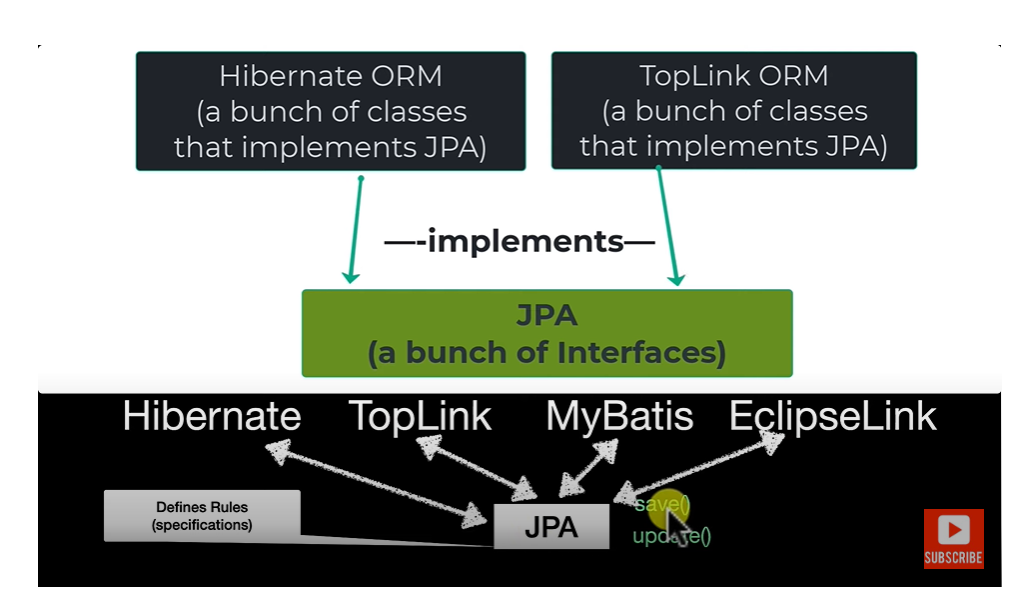 Hibernate ORM
(a bunch of classes
that implements JPA)
TopLink ORM
(a bunch of classes
that implements JPA)
—-implements—
JPA
(a bunch of Interfaces)
Hibernate
TopLink
MyBatis
EclipseLink
Defines Rules
(specifications)
JPA
save()
update()
SUBSCRIBE